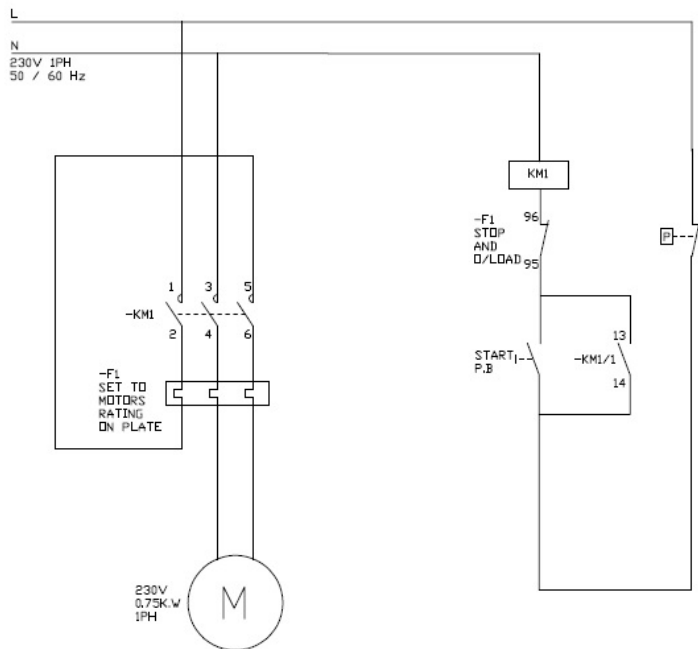 L
N
230V 1PH
50 / 60 Hz
KM1
-F1
STOP
AND
O/LOAD
96
95
P
1
3
5
-KM1
2
4
6
13
START
P.B
-KM1/1
14
-F1
SET TO
MOTORS
RATING
ON PLATE
230V
0.75K.W
1PH
M